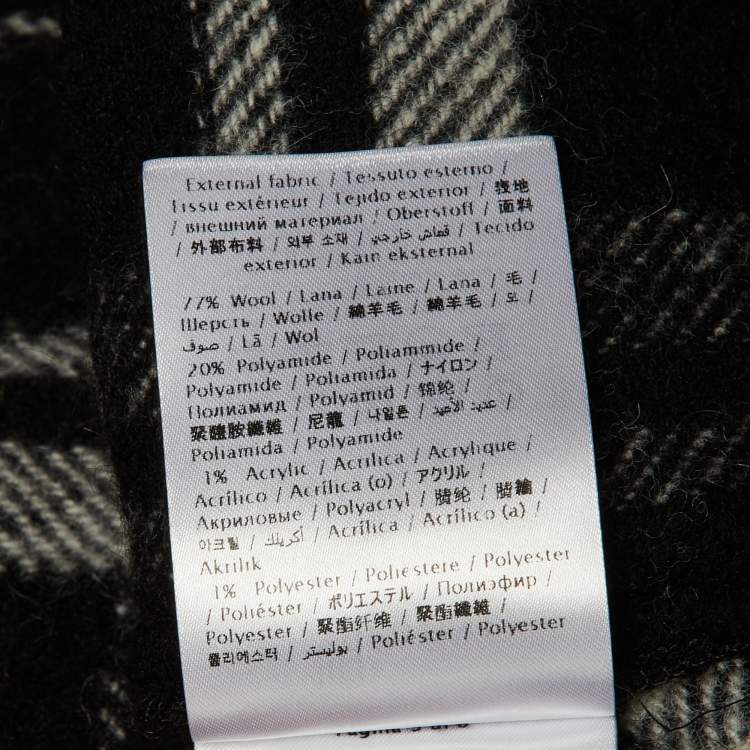 External fabric / Tessuto esterno /
Tissu extérieur / Tejido exterior / 表地
/ внешний материал / Oberstoff / 面料
/ 外部布料 / 외부 소재 / قماش خارجي / Tecido
exterior / Kain eksternal
77% Wool / Lana / Laine / Lana / 毛 /
Шерсть / Wolle / 綿羊毛 / 綿羊毛 / 모 /
صوف / Lã / Wol
20% Polyamide / Poliammide /
Polyamide / Poliamida / ナイロン /
Полиамид / Polyamid / 锦纶 /
聚醯胺纖維 / 尼龍 / 나일론 / عديد الأميد /
Poliamida / Polyamide
1% Acrylic / Acrilica / Acrylique /
Acrílico / Acrílica (o) / アクリル /
Акриловые / Polyacryl / 腈纶 / 腈綸 /
아크릴 / أكريلك / Acrílica / Acrílico (a) /
Akrilik
1% Polyester / Poliestere / Polyester
/ Poliéster / ポリエステル / Полиэфир /
Polyester / 聚酯纤维 / 聚酯纖維 /
폴리에스터 / بوليستر / Poliéster / Polyester